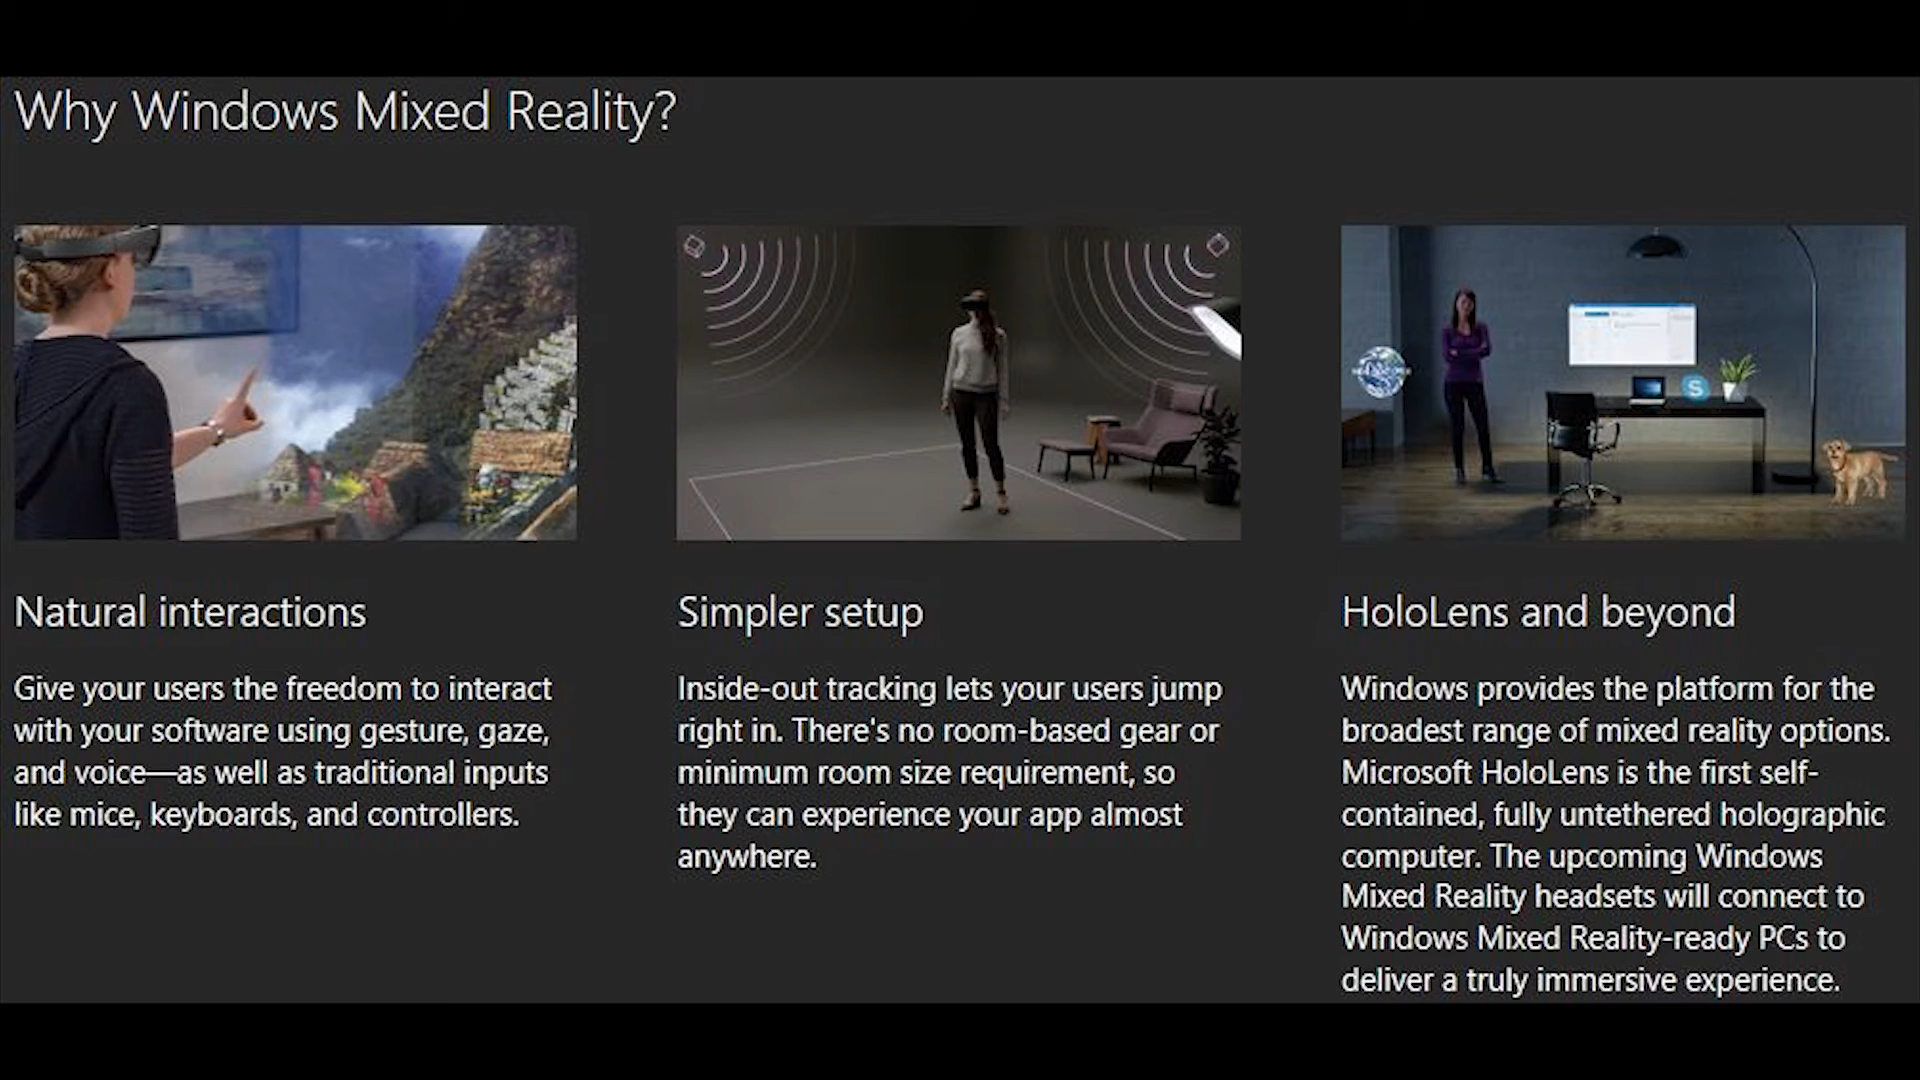 Why Windows Mixed Reality?
Natural interactions
Give your users the freedom to interact
with your software using gesture, gaze,
and voice—as well as traditional inputs
like mice, keyboards, and controllers.
Simpler setup
Inside-out tracking lets your users jump
right in. There's no room-based gear or
minimum room size requirement, so
they can experience your app almost
anywhere.
HoloLens and beyond
Windows provides the platform for the
broadest range of mixed reality options.
Microsoft HoloLens is the first self-
contained, fully untethered holographic
computer. The upcoming Windows
Mixed Reality headsets will connect to
Windows Mixed Reality-ready PCs to
deliver a truly immersive experience.